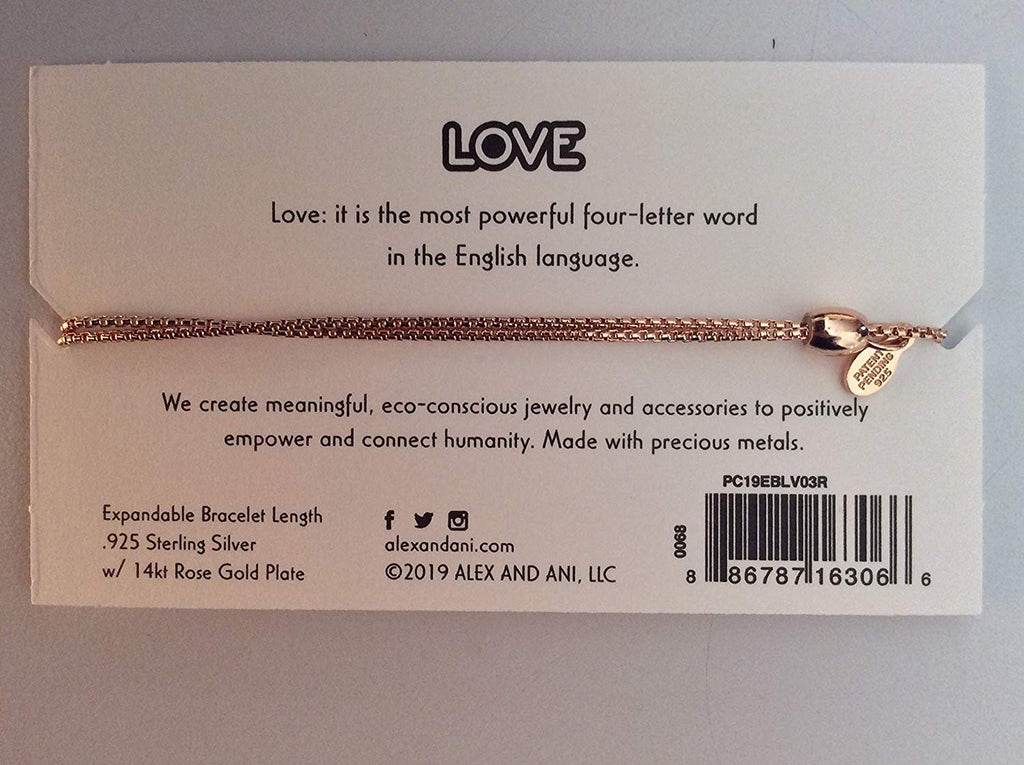 LOVE
Love: it is the most powerful four-letter word
in the English language.
PATENT
PENDING
925
We create meaningful, eco-conscious jewelry and accessories to positively
empower and connect humanity. Made with precious metals.
Expandable Bracelet Length
.925 Sterling Silver
w/ 14kt Rose Gold Plate
alexandani.com
©2019 ALEX AND ANI, LLC
PC19EBLV03R
0068
8 86787 16306 6